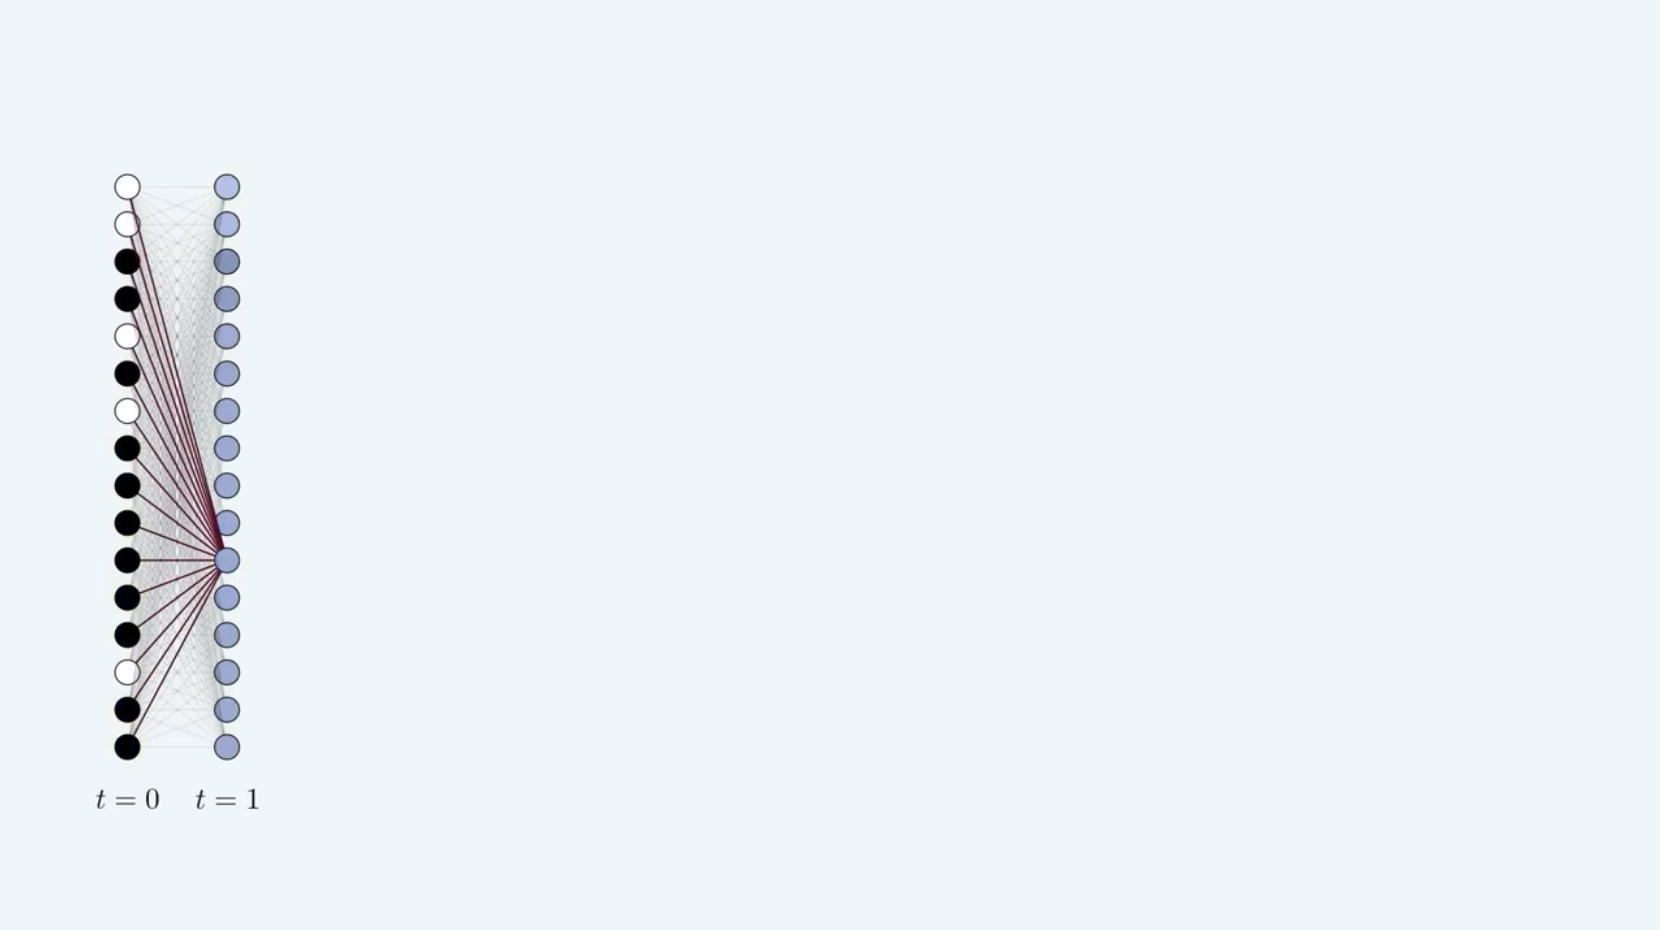 t = 0 t = 1